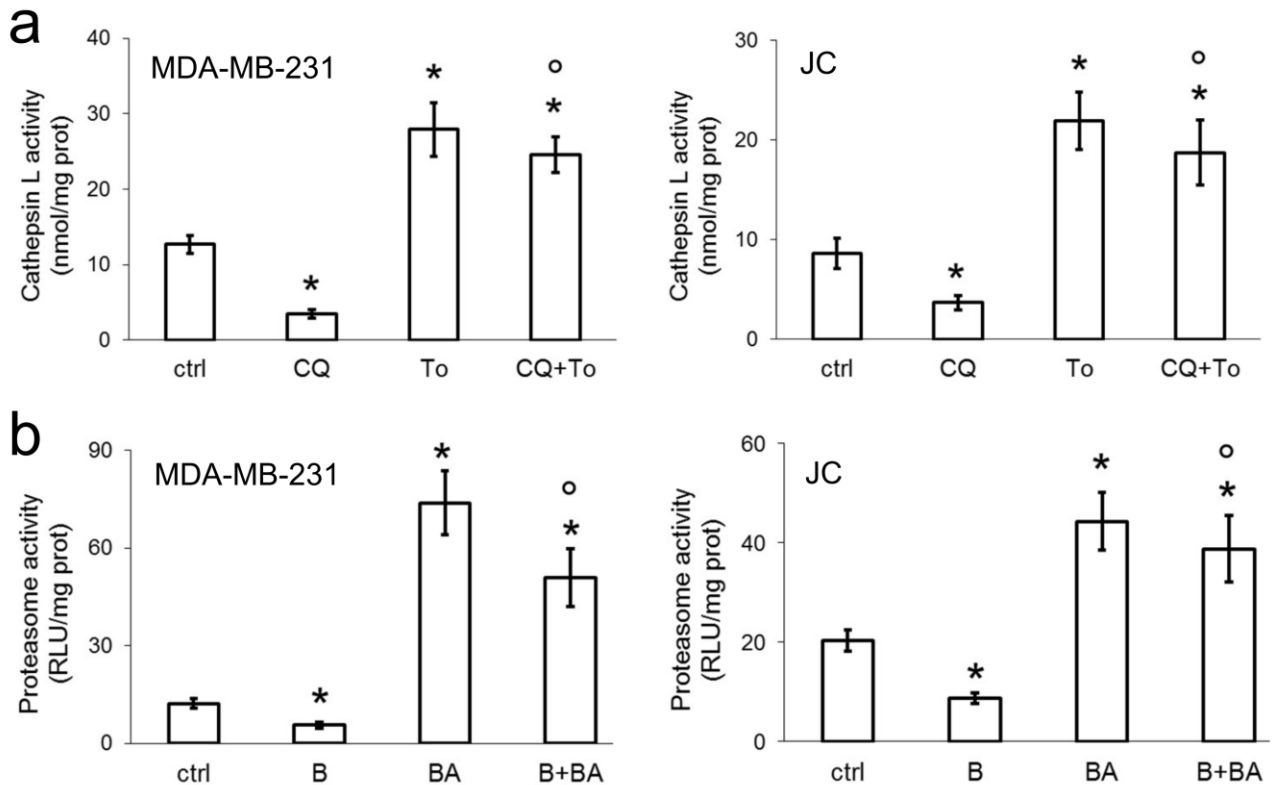 a
MDA-MB-231
Cathepsin L activity
(nmol/mg prot)
40
30
20
10
0
*
*
°
*
ctrl CQ To CQ+To
JC
Cathepsin L activity
(nmol/mg prot)
30
20
10
0
*
*
°
*
ctrl CQ To CQ+To
b
MDA-MB-231
Proteasome activity
(RLU/mg prot)
90
60
30
0
*
*
°
*
ctrl B BA B+BA
JC
Proteasome activity
(RLU/mg prot)
60
40
20
0
*
*
°
*
ctrl B BA B+BA